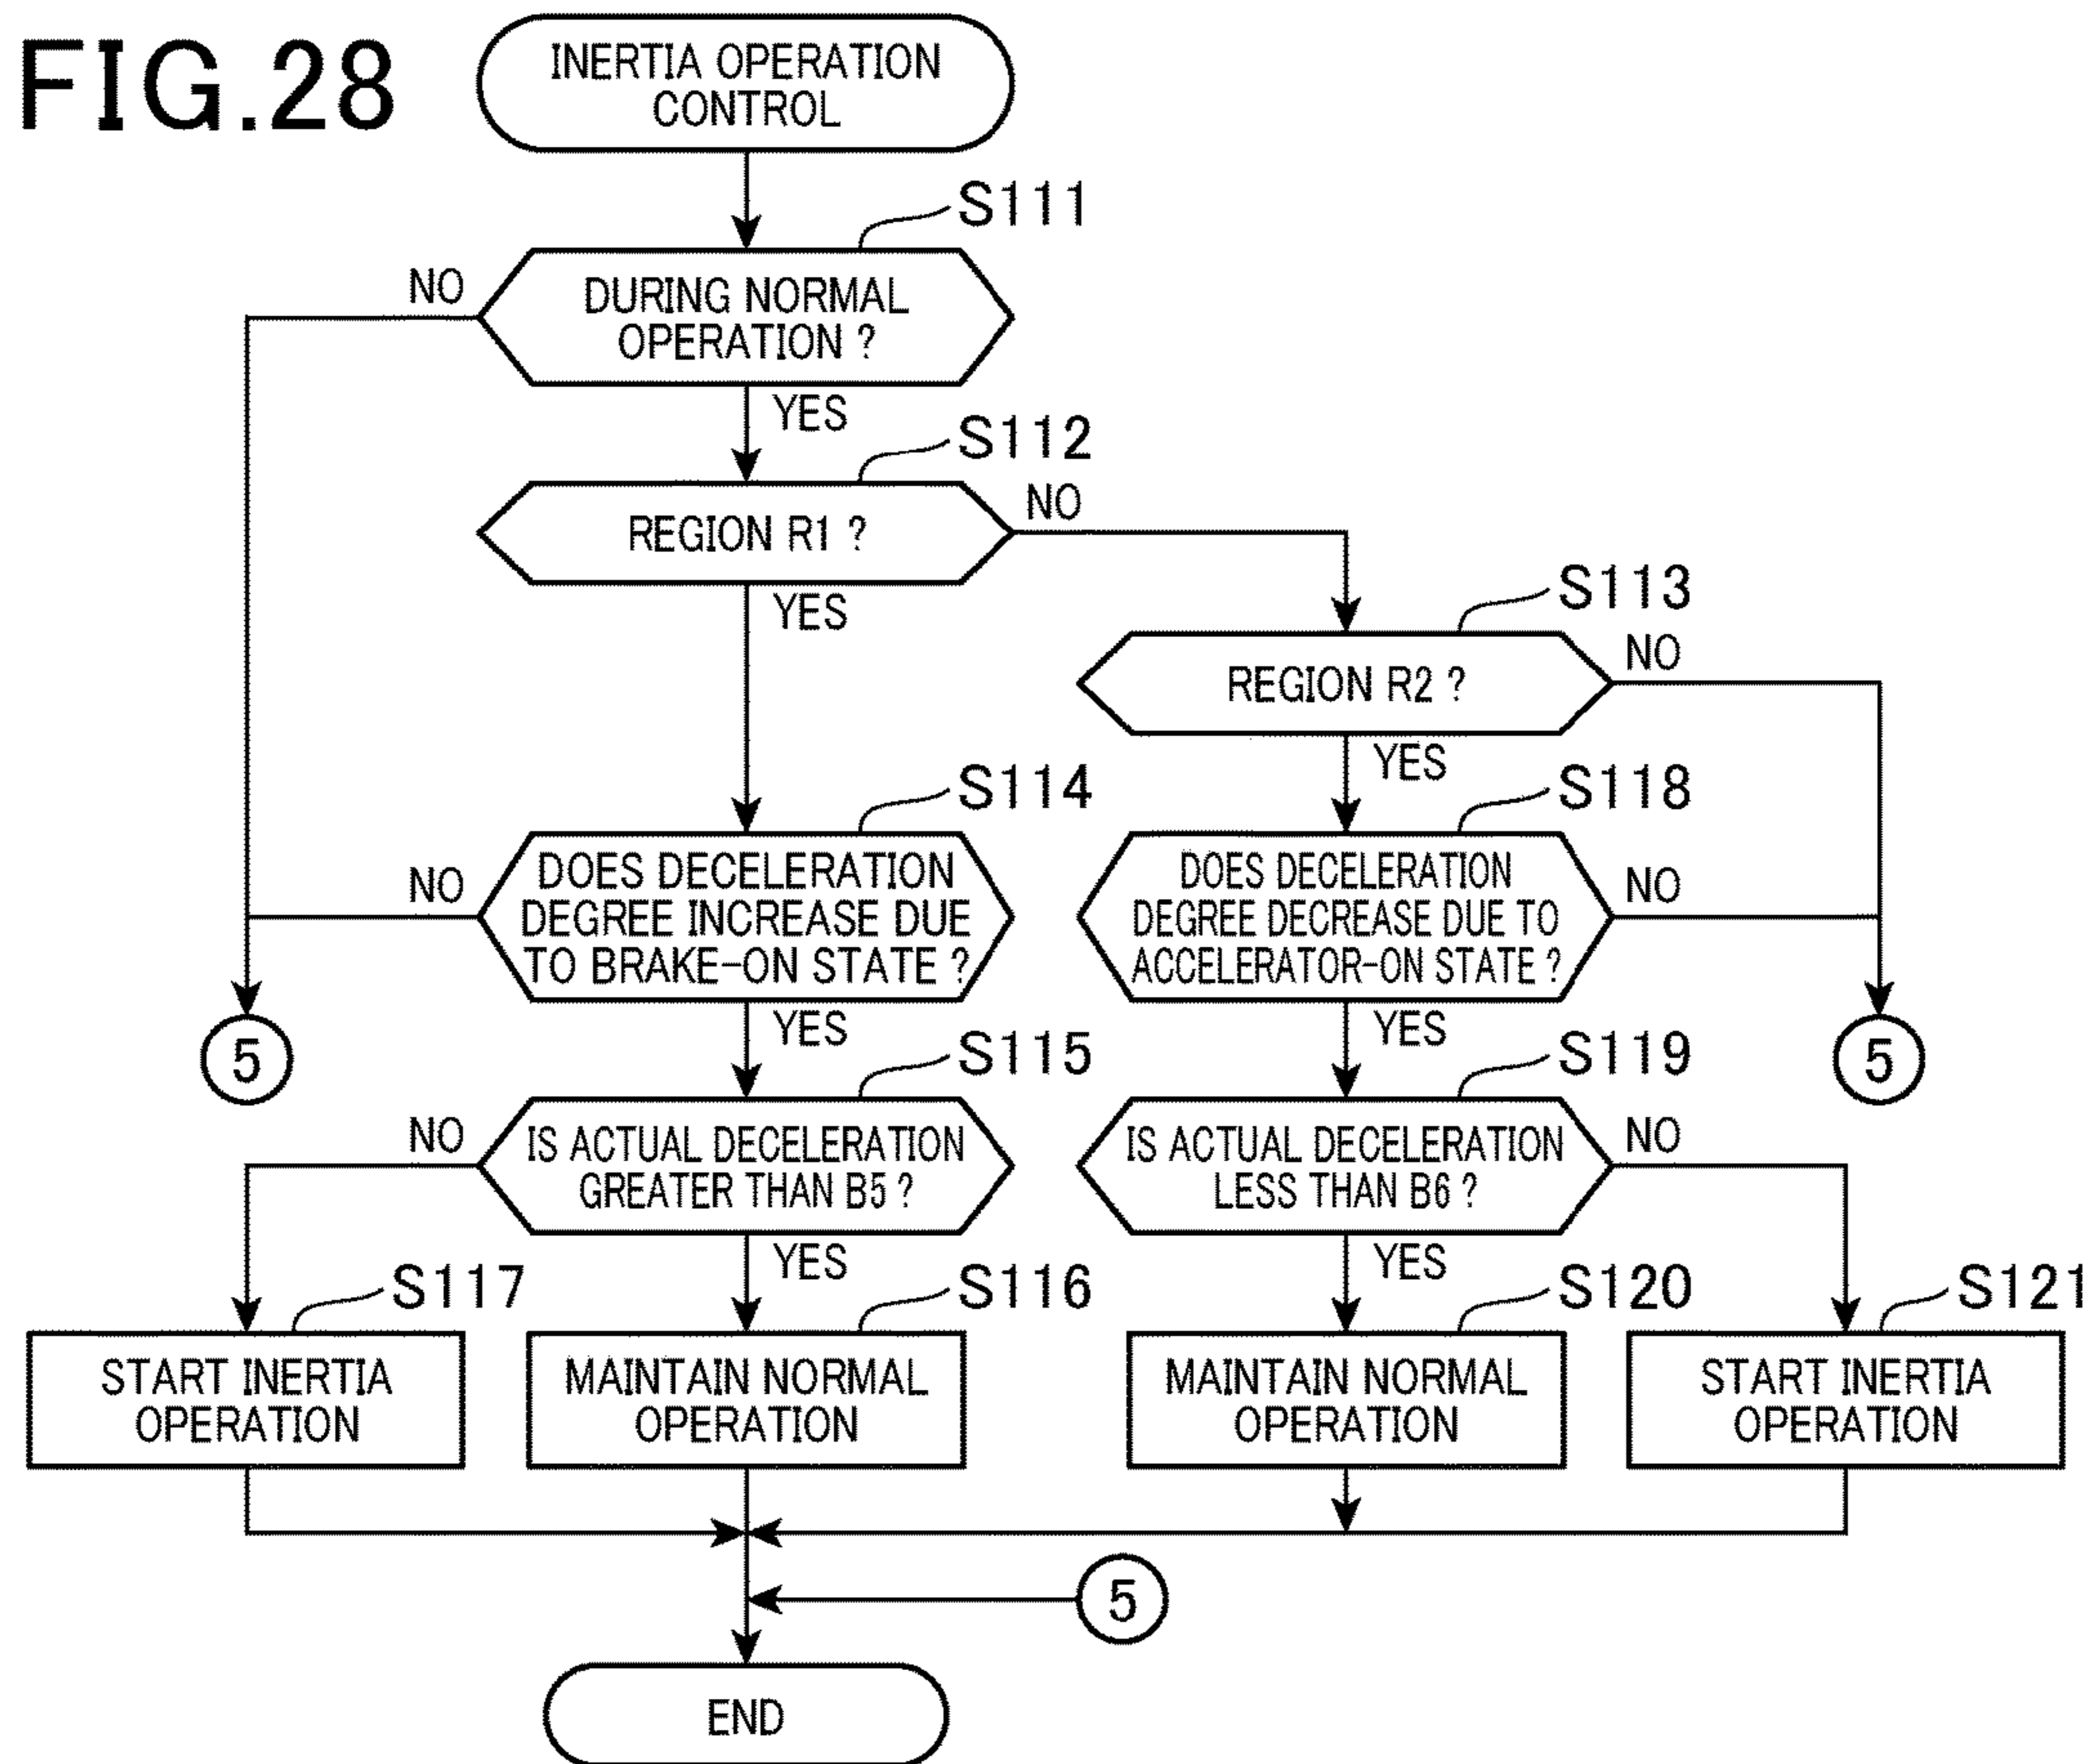 FIG.28
INERTIA OPERATION
CONTROL
S111
NO
DURING NORMAL
OPERATION ?
YES
S112
REGION R1 ?
NO
YES
S113
REGION R2 ?
NO
YES
S114
NO
DOES DECELERATION
DEGREE INCREASE DUE
TO BRAKE-ON STATE ?
YES
S118
DOES DECELERATION
DEGREE DECREASE DUE TO
ACCELERATOR-ON STATE ?
NO
YES
5
5
S115
NO
IS ACTUAL DECELERATION
GREATER THAN B5 ?
YES
S119
IS ACTUAL DECELERATION
LESS THAN B6 ?
NO
YES
S117
START INERTIA
OPERATION
S116
MAINTAIN NORMAL
OPERATION
S120
MAINTAIN NORMAL
OPERATION
S121
START INERTIA
OPERATION
5
END